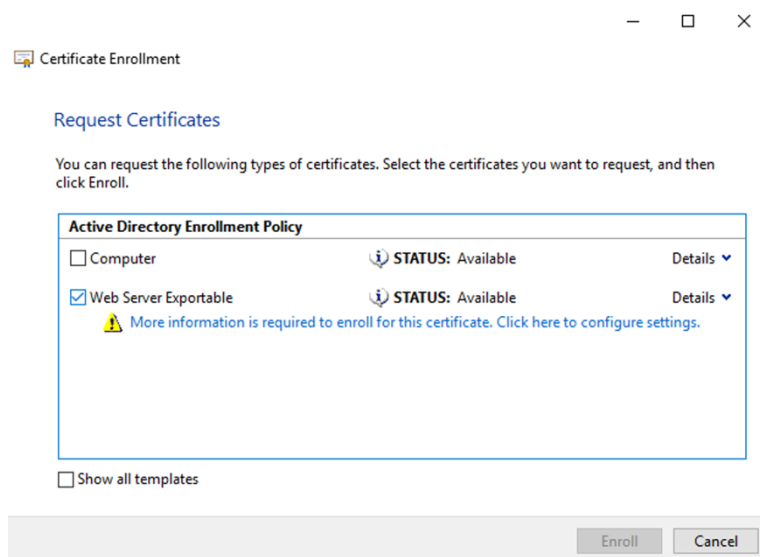 Certificate Enrollment
Request Certificates
You can request the following types of certificates. Select the certificates you want to request, and then
click Enroll.
Active Directory Enrollment Policy
Computer STATUS: Available Details
Web Server Exportable STATUS: Available Details
More information is required to enroll for this certificate. Click here to configure settings.
Show all templates
Enroll Cancel